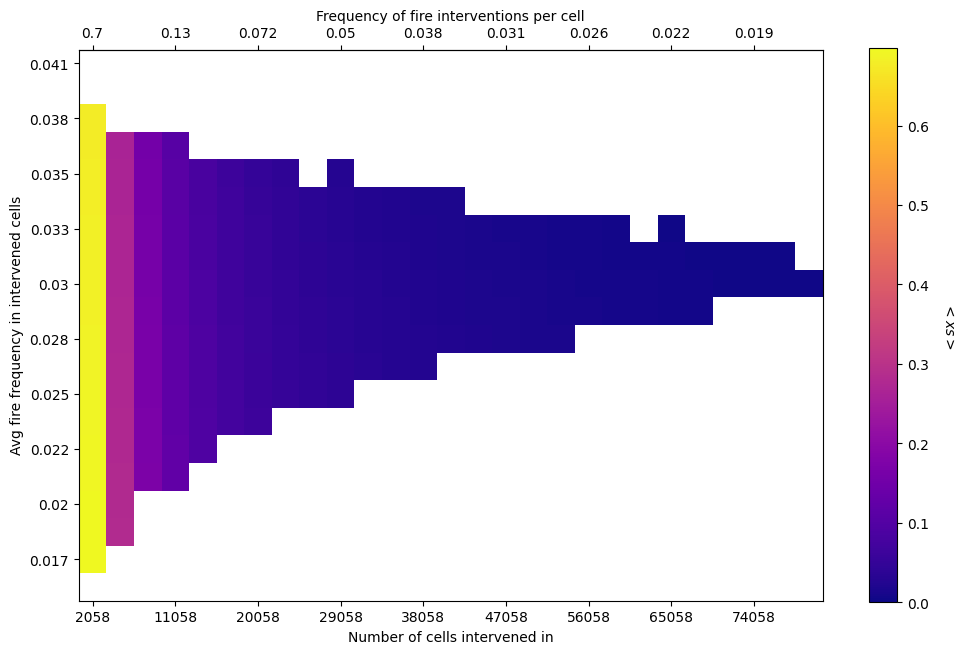 Frequency of fire interventions per cell
0.7 0.13 0.072 0.05 0.038 0.031 0.026 0.022 0.019
Avg fire frequency in intervened cells
0.041
0.038
0.035
0.033
0.03
0.028
0.025
0.022
0.02
0.017
2058 11058 20058 29058 38058 47058 56058 65058 74058
Number of cells intervened in
0.6
0.5
0.4
0.3
0.2
0.1
0.0
< sx >